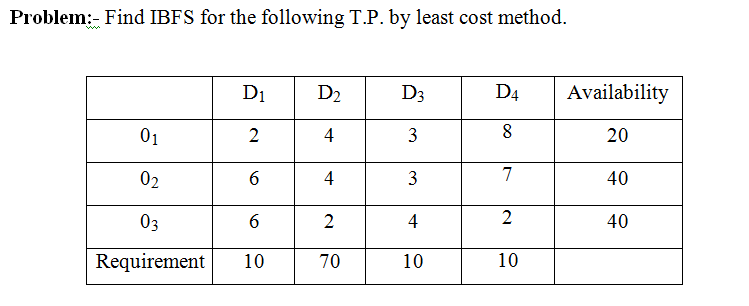 Problem:- Find IBFS for the following T.P. by least cost method.
D1 D2 D3 D4 Availability
01 2 4 3 8 20
02 6 4 3 7 40
03 6 2 4 2 40
Requirement 10 70 10 10